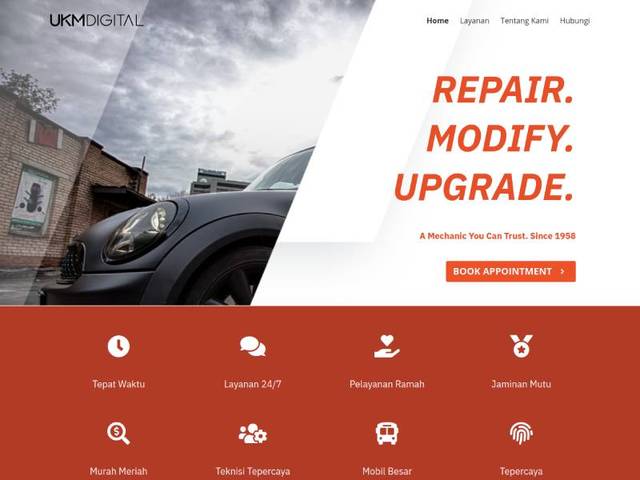 UKMDIGITAL
Home Layanan Tentang Kami Hubungi
REPAIR.
MODIFY.
UPGRADE.
A Mechanic You Can Trust. Since 1958
BOOK APPOINTMENT
Tepat Waktu Layanan 24/7 Pelayanan Ramah Jaminan Mutu
Murah Meriah Teknisi Tepercaya Mobil Besar Tepercaya